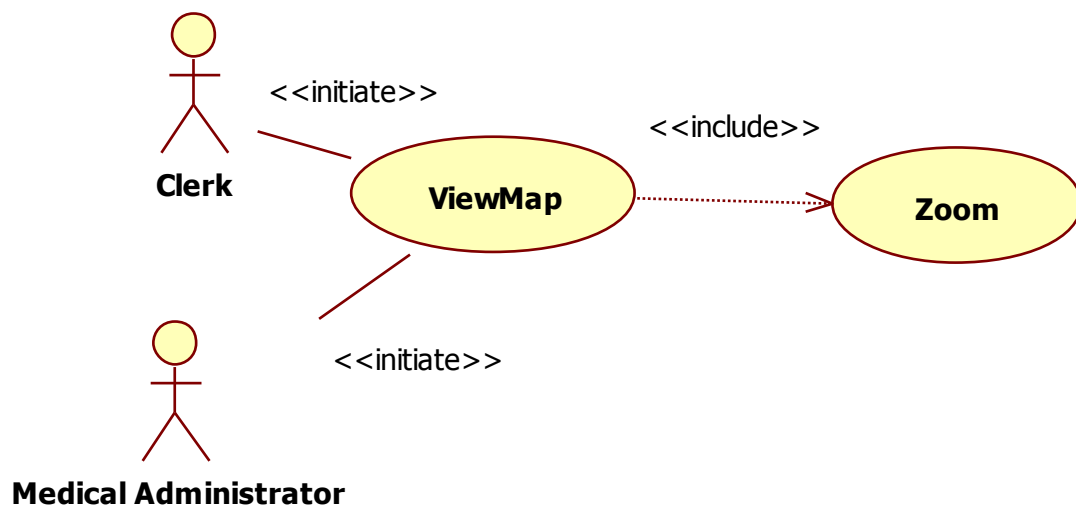 <<initiate>>
<<include>>
Clerk
ViewMap
Zoom
<<initiate>>
Medical Administrator